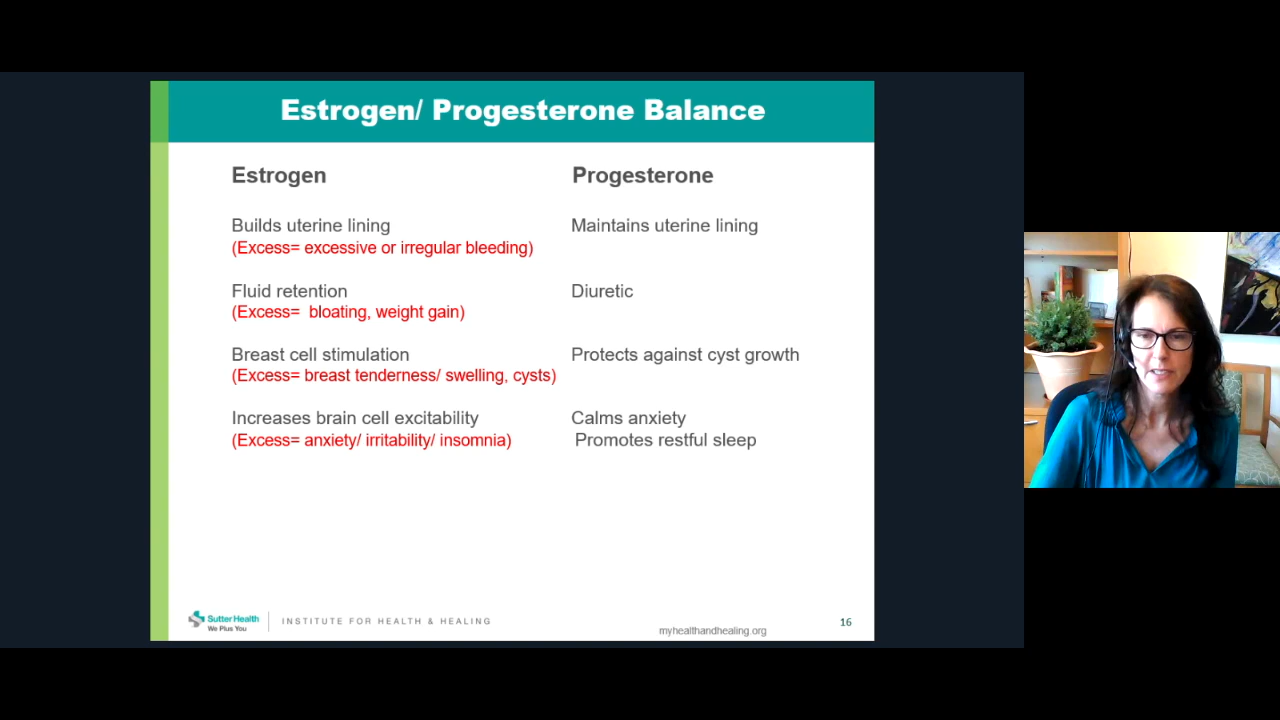 Estrogen/ Progesterone Balance
Estrogen
Progesterone
Builds uterine lining
(Excess= excessive or irregular bleeding)
Maintains uterine lining
Fluid retention
(Excess=  bloating, weight gain)
Diuretic
Breast cell stimulation
(Excess= breast tenderness/ swelling, cysts)
Protects against cyst growth
Increases brain cell excitability
(Excess= anxiety/ irritability/ insomnia)
Calms anxiety
Promotes restful sleep
Sutter Health
We Plus You
INSTITUTE FOR HEALTH & HEALING
myhealthandhealing.org
16